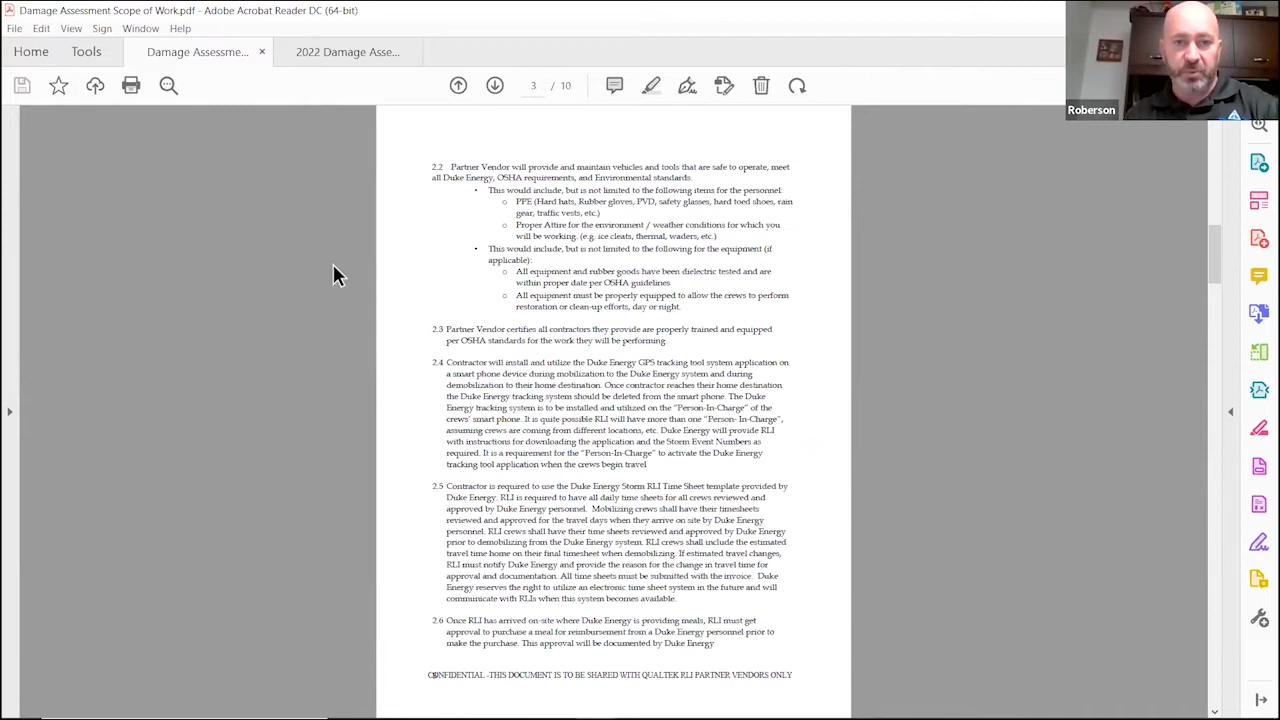 Damage Assessment Scope of Work.pdf - Adobe Acrobat Reader DC (64-bit)
File Edit View Sign Window Help
Home Tools Damage Assessme... × 2022 Damage Asse...
3 / 10
Roberson
2.2 Partner Vendor will provide and maintain vehicles and tools that are safe to operate, meet
all Duke Energy, OSHA requirements, and Environmental standards.
• This would include, but is not limited to the following items for the personnel:
o PPE (Hard hats, Rubber gloves, PVD, safety glasses, hard toed shoes, rain
gear, traffic vests, etc.)
o Proper Attire for the environment / weather conditions for which you
will be working. (e.g. ice cleats, thermal, waders, etc.)
• This would include, but is not limited to the following for the equipment (if
applicable):
o All equipment and rubber goods have been dielectric tested and are
within proper date per OSHA guidelines
o All equipment must be properly equipped to allow the crews to perform
restoration or clean-up efforts, day or night.
2.3 Partner Vendor certifies all contractors they provide are properly trained and equipped
per OSHA standards for the work they will be performing.
2.4 Contractor will install and utilize the Duke Energy GPS tracking tool system application on
a smart phone device during mobilization to the Duke Energy system and during
demobilization to their home destination. Once contractor reaches their home destination
the Duke Energy tracking system should be deleted from the smart phone. The Duke
Energy tracking system is to be installed and utilized on the “Person-In-Charge” of the
crews’ smart phone. It is quite possible RLI will have more than one “Person- In-Charge”,
assuming crews are coming from different locations, etc. Duke Energy will provide RLI
with instructions for downloading the application and the Storm Event Numbers as
required. It is a requirement for the “Person-In-Charge” to activate the Duke Energy
tracking tool application when the crews begin travel
2.5 Contractor is required to use the Duke Energy Storm RLI Time Sheet template provided by
Duke Energy. RLI is required to have all daily time sheets for all crews reviewed and
approved by Duke Energy personnel. Mobilizing crews shall have their timesheets
reviewed and approved for the travel days when they arrive on site by Duke Energy
personnel. RLI crews shall have their time sheets reviewed and approved by Duke Energy
prior to demobilizing from the Duke Energy system. RLI crews shall include the estimated
travel time home on their final timesheet when demobilizing. If estimated travel changes,
RLI must notify Duke Energy and provide the reason for the change in travel time for
approval and documentation. All time sheets must be submitted with the invoice. Duke
Energy reserves the right to utilize an electronic time sheet system in the future and will
communicate with RLIs when this system becomes available.
2.6 Once RLI has arrived on-site where Duke Energy is providing meals, RLI must get
approval to purchase a meal for reimbursement from a Duke Energy personnel prior to
make the purchase. This approval will be documented by Duke Energy
CONFIDENTIAL -THIS DOCUMENT IS TO BE SHARED WITH QUALTEK RLI PARTNER VENDORS ONLY